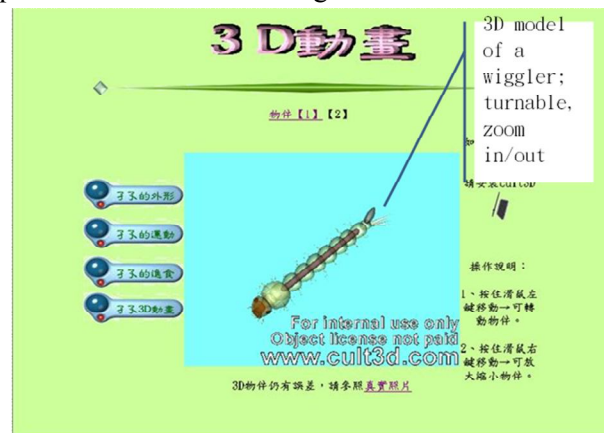 3D動畫
3D model
of a
wiggler;
turnable,
zoom
in/out
物件【1】【2】
請安裝Cult3D
孑孓的外形
孑孓的運動
孑孓的進食
孑孓3D動畫
For internal use only
Object license not paid
www.cult3d.com
操作說明：
1、按住滑鼠左
鍵移動→可轉
動物件。
2、按住滑鼠右
鍵移動→可放
大縮小物件。
3D物件仍有誤差，請參照真實照片